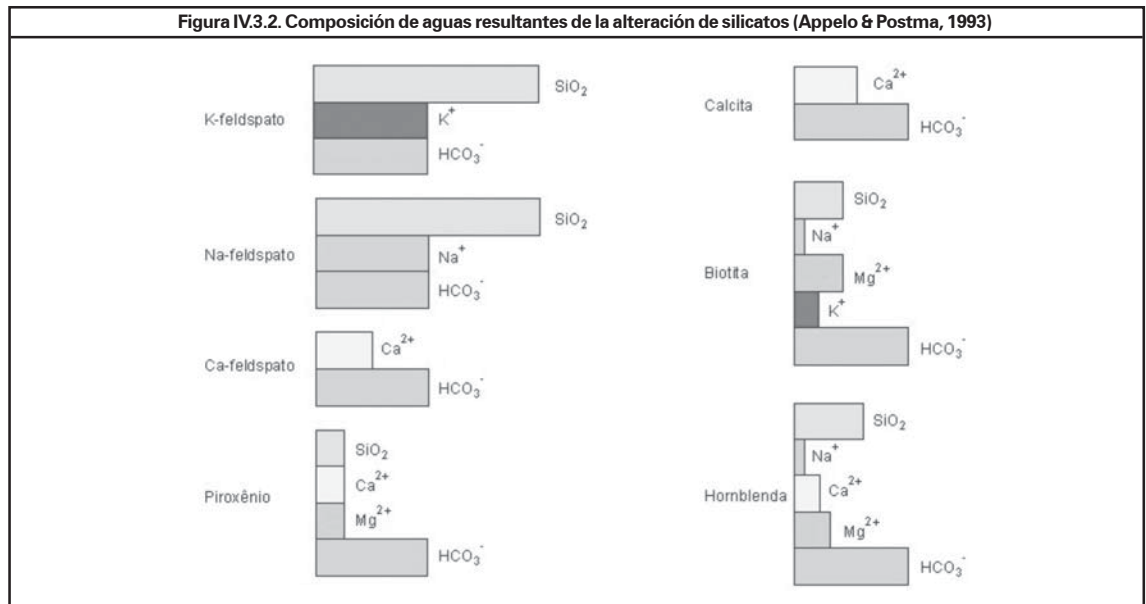 Figura IV.3.2. Composición de aguas resultantes de la alteración de silicatos (Appelo & Postma, 1993)
K-feldspato
SiO₂
K⁺
HCO₃⁻
Na-feldspato
SiO₂
Na⁺
HCO₃⁻
Ca-feldspato
Ca²⁺
HCO₃⁻
Piroxênio
SiO₂
Ca²⁺
Mg²⁺
HCO₃⁻
Calcita
Ca²⁺
HCO₃⁻
Biotita
SiO₂
Na⁺
Mg²⁺
K⁺
HCO₃⁻
Hornblenda
SiO₂
Na⁺
Ca²⁺
Mg²⁺
HCO₃⁻